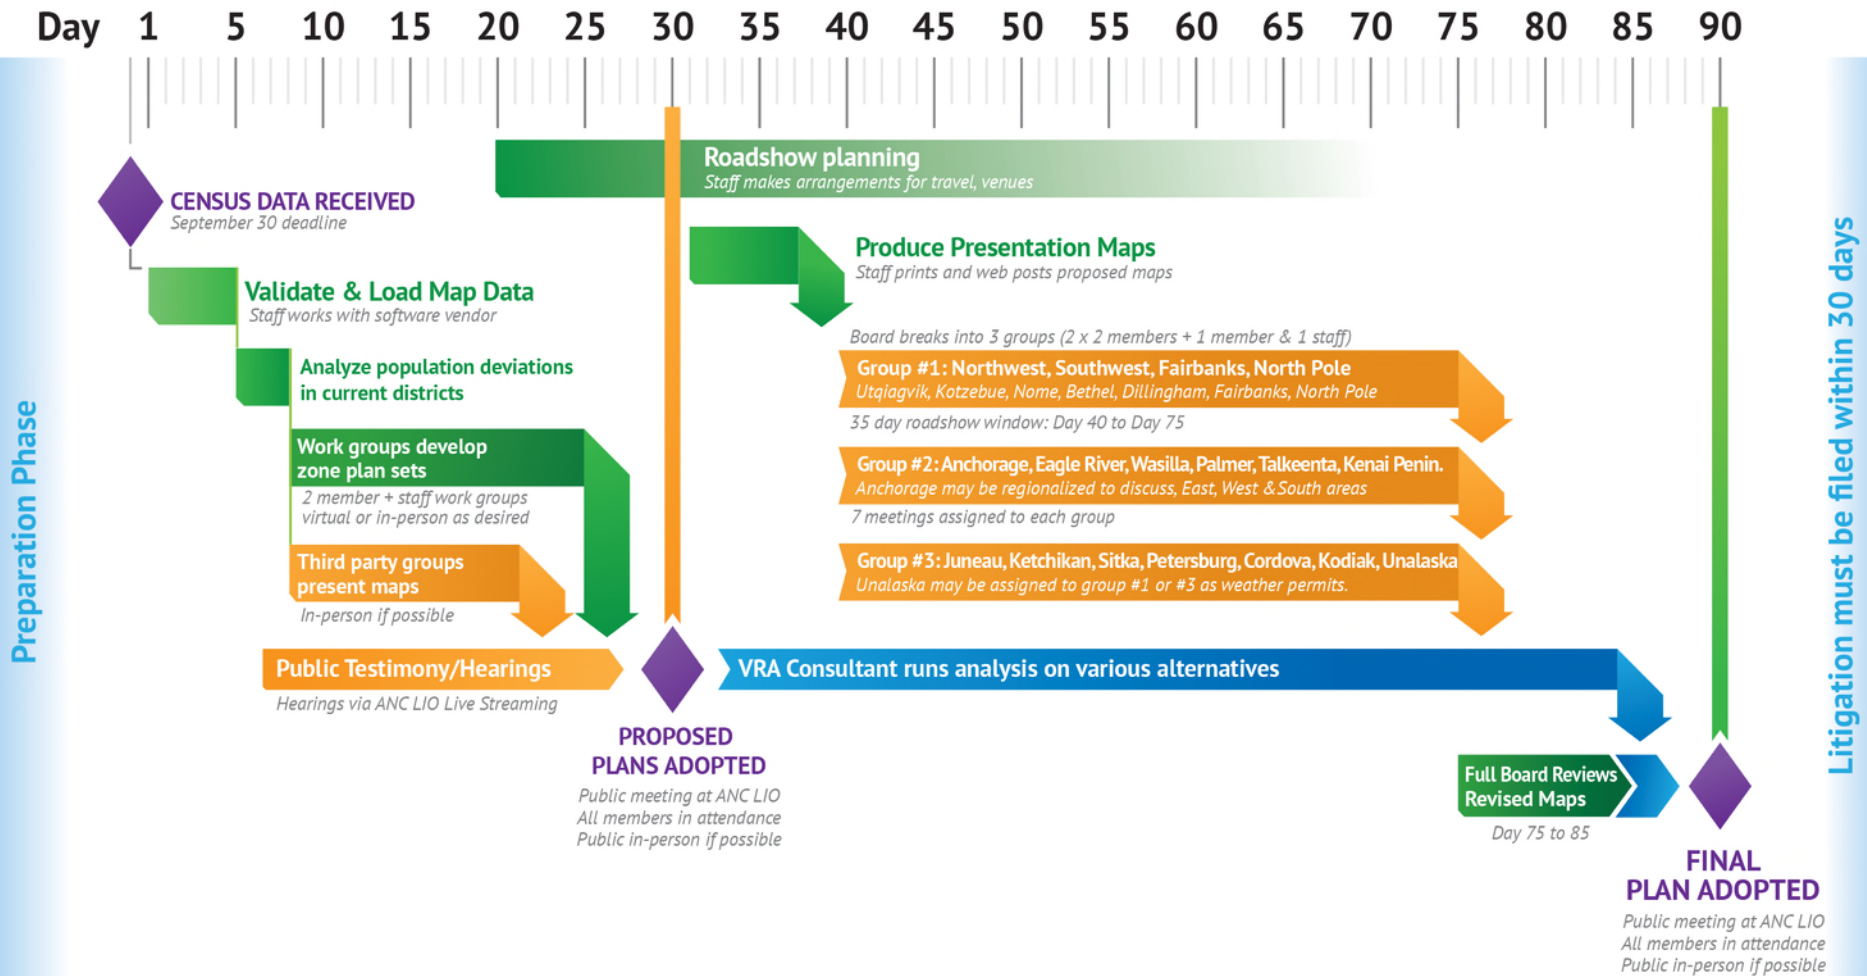 Day 1 5 10 15 20 25 30 35 40 45 50 55 60 65 70 75 80 85 90
Preparation Phase
CENSUS DATA RECEIVED
September 30 deadline
Roadshow planning
Staff makes arrangements for travel, venues
Validate & Load Map Data
Staff works with software vendor
Produce Presentation Maps
Staff prints and web posts proposed maps
Analyze population deviations
in current districts
Work groups develop
zone plan sets
2 member + staff work groups
virtual or in-person as desired
Third party groups
present maps
In-person if possible
Public Testimony/Hearings
Hearings via ANC LIO Live Streaming
PROPOSED
PLANS ADOPTED
Public meeting at ANC LIO
All members in attendance
Public in-person if possible
Board breaks into 3 groups (2 x 2 members + 1 member & 1 staff)
Group #1: Northwest, Southwest, Fairbanks, North Pole
Utqiagvik, Kotzebue, Nome, Bethel, Dillingham, Fairbanks, North Pole
35 day roadshow window: Day 40 to Day 75
Group #2: Anchorage, Eagle River, Wasilla, Palmer, Talkeenta, Kenai Penin.
Anchorage may be regionalized to discuss, East, West & South areas
7 meetings assigned to each group
Group #3: Juneau, Ketchikan, Sitka, Petersburg, Cordova, Kodiak, Unalaska
Unalaska may be assigned to group #1 or #3 as weather permits.
VRA Consultant runs analysis on various alternatives
Full Board Reviews
Revised Maps
Day 75 to 85
FINAL
PLAN ADOPTED
Public meeting at ANC LIO
All members in attendance
Public in-person if possible
Litigation must be filed within 30 days